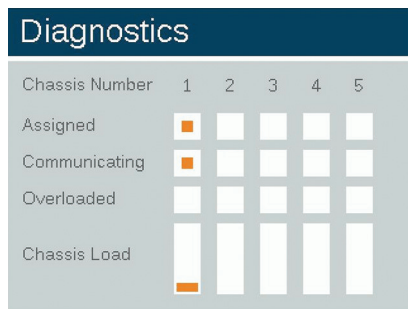 Diagnostics
Chassis Number 1 2 3 4 5
Assigned
Communicating
Overloaded
Chassis Load